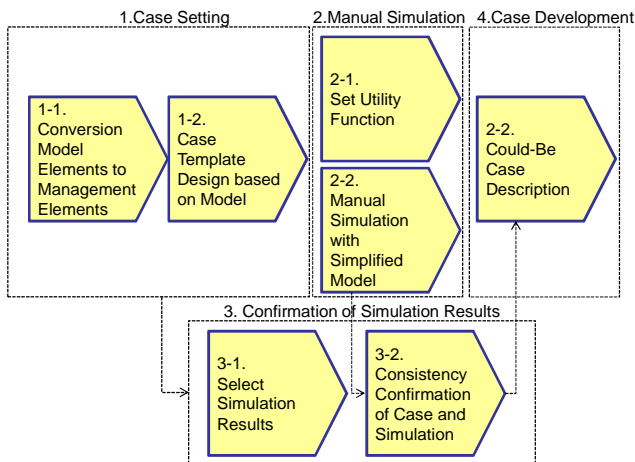 1.Case Setting
2.Manual Simulation
4.Case Development
1-1.
Conversion
Model
Elements to
Management
Elements
1-2.
Case
Template
Design based
on Model
2-1.
Set Utility
Function
2-2.
Manual
Simulation
with
Simplified
Model
2-2.
Could-Be
Case
Description
3. Confirmation of Simulation Results
3-1.
Select
Simulation
Results
3-2.
Consistency
Confirmation
of Case and
Simulation